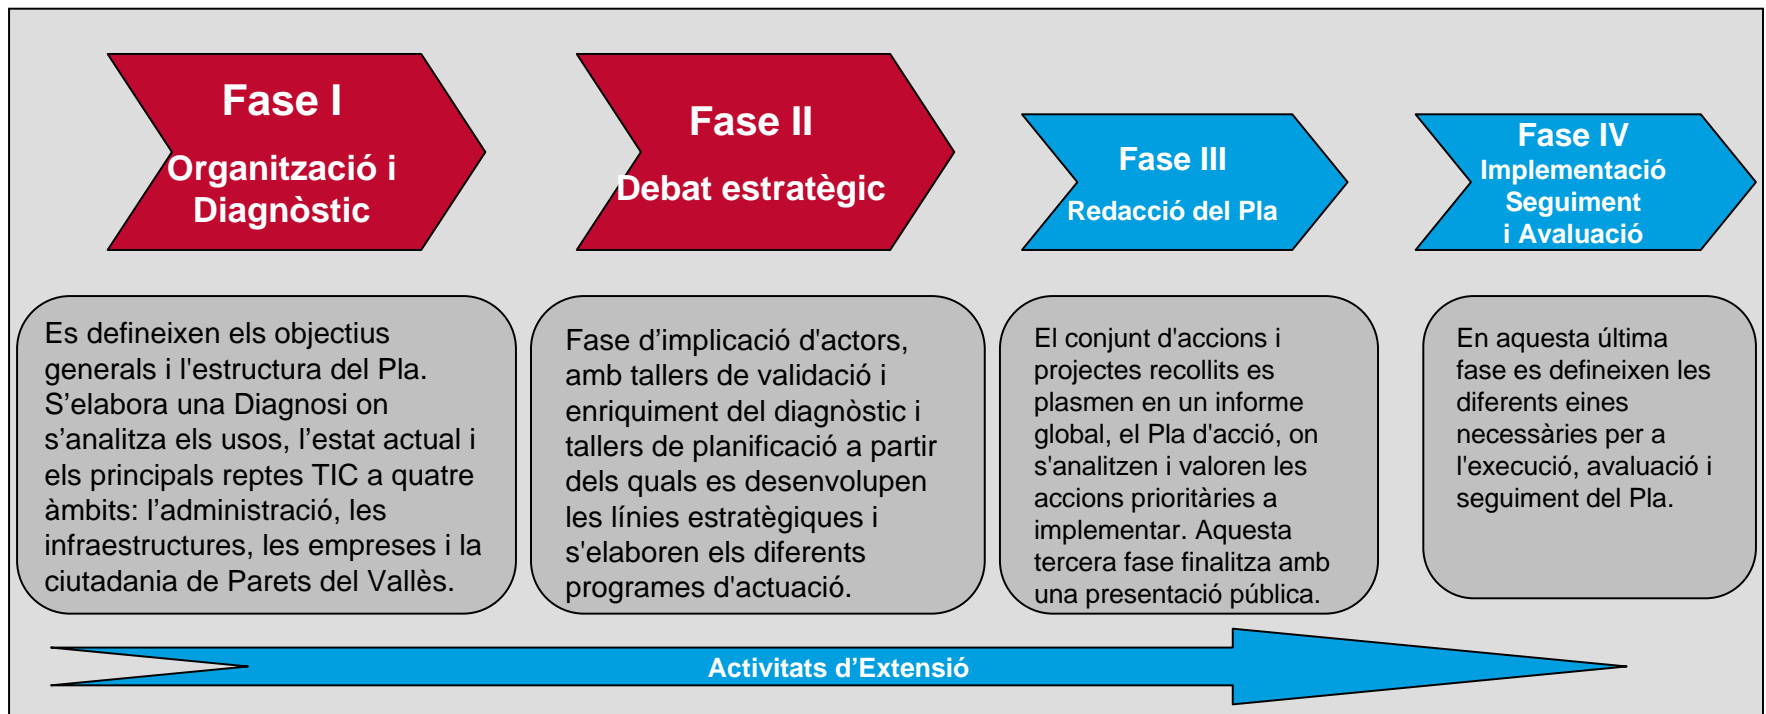 Fase I
Organització i
Diagnòstic
Fase II
Debat estratègic
Fase III
Redacció del Pla
Fase IV
Implementació
Seguiment
i Avaluació
Es defineixen els objectius
generals i l'estructura del Pla.
S’elabora una Diagnosi on
s’analitza els usos, l’estat actual i
els principals reptes TIC a quatre
àmbits: l’administració, les
infraestructures, les empreses i la
ciutadania de Parets del Vallès.
Fase d’implicació d'actors,
amb tallers de validació i
enriquiment del diagnòstic i
tallers de planificació a partir
dels quals es desenvolupen
les línies estratègiques i
s'elaboren els diferents
programes d'actuació.
El conjunt d'accions i
projectes recollits es
plasmen en un informe
global, el Pla d'acció, on
s'analitzen i valoren les
accions prioritàries a
implementar. Aquesta
tercera fase finalitza amb
una presentació pública.
En aquesta última
fase es defineixen les
diferents eines
necessàries per a
l'execució, avaluació i
seguiment del Pla.
Activitats d’Extensió